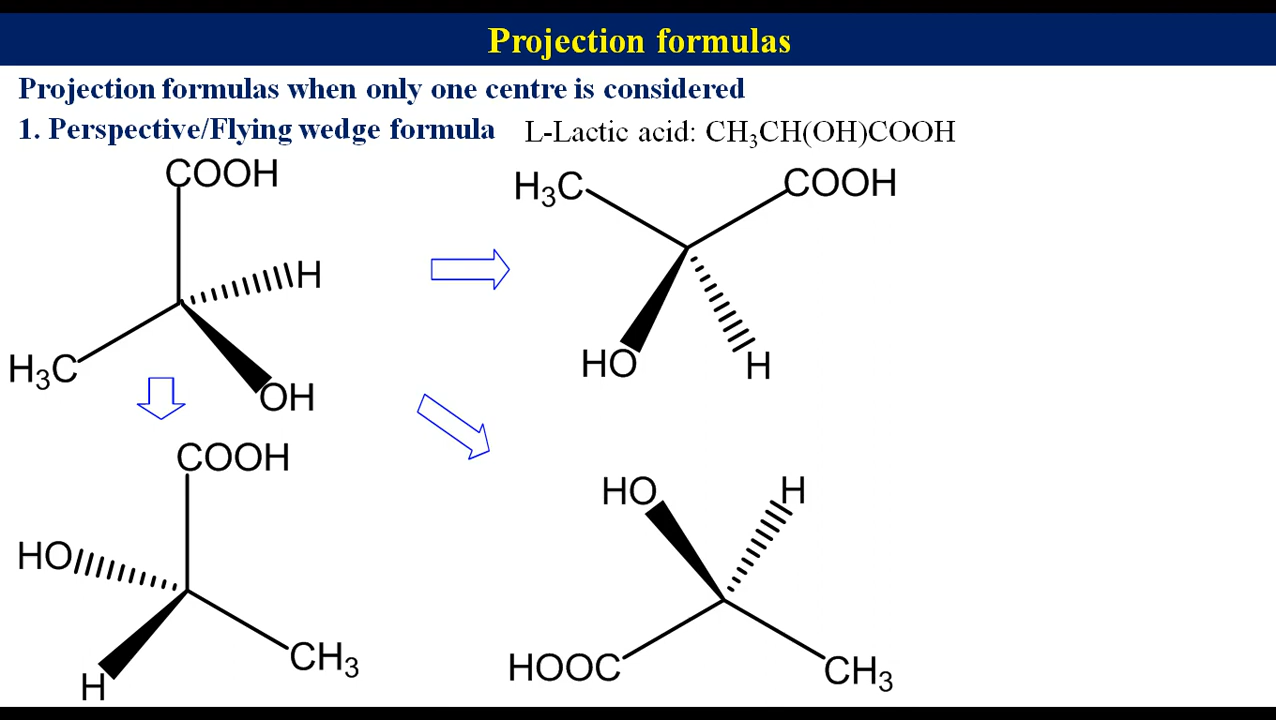 Projection formulas
Projection formulas when only one centre is considered
1. Perspective/Flying wedge formula L-Lactic acid: CH₃CH(OH)COOH
COOH
H
H₃C
OH
H₃C
COOH
HO
H
COOH
HO
H
CH₃
HO
H
HOOC
CH₃